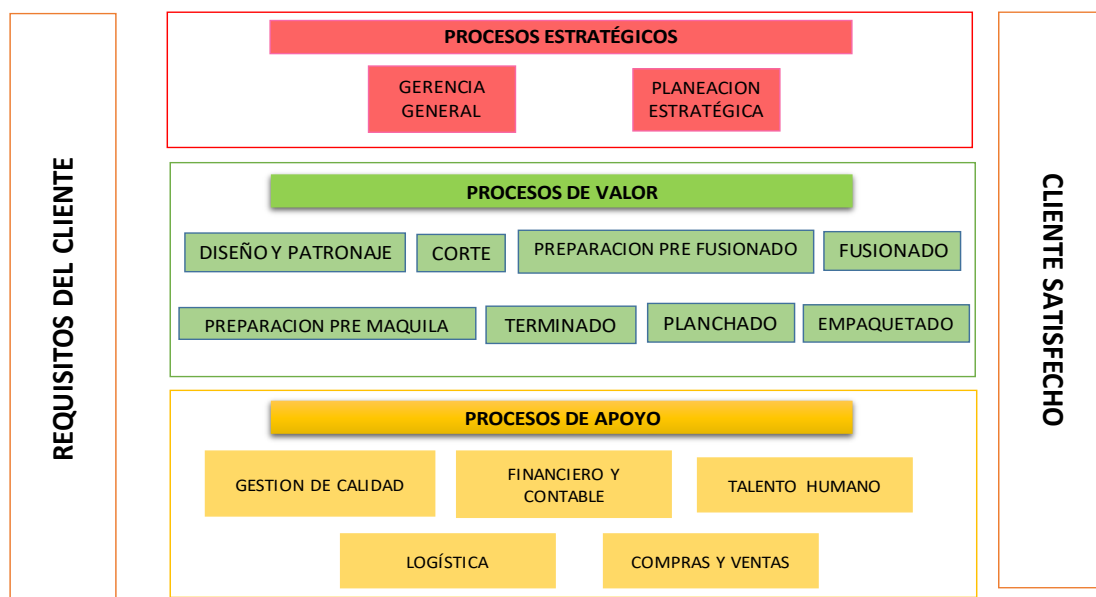 REQUISITOS DEL CLIENTE
PROCESOS ESTRATÉGICOS
GERENCIA
GENERAL
PLANEACION
ESTRATÉGICA
PROCESOS DE VALOR
DISEÑO Y PATRONAJE
CORTE
PREPARACION PRE FUSIONADO
FUSIONADO
PREPARACION PRE MAQUILA
TERMINADO
PLANCHADO
EMPAQUETADO
PROCESOS DE APOYO
GESTION DE CALIDAD
FINANCIERO Y
CONTABLE
TALENTO HUMANO
LOGÍSTICA
COMPRAS Y VENTAS
CLIENTE SATISFECHO